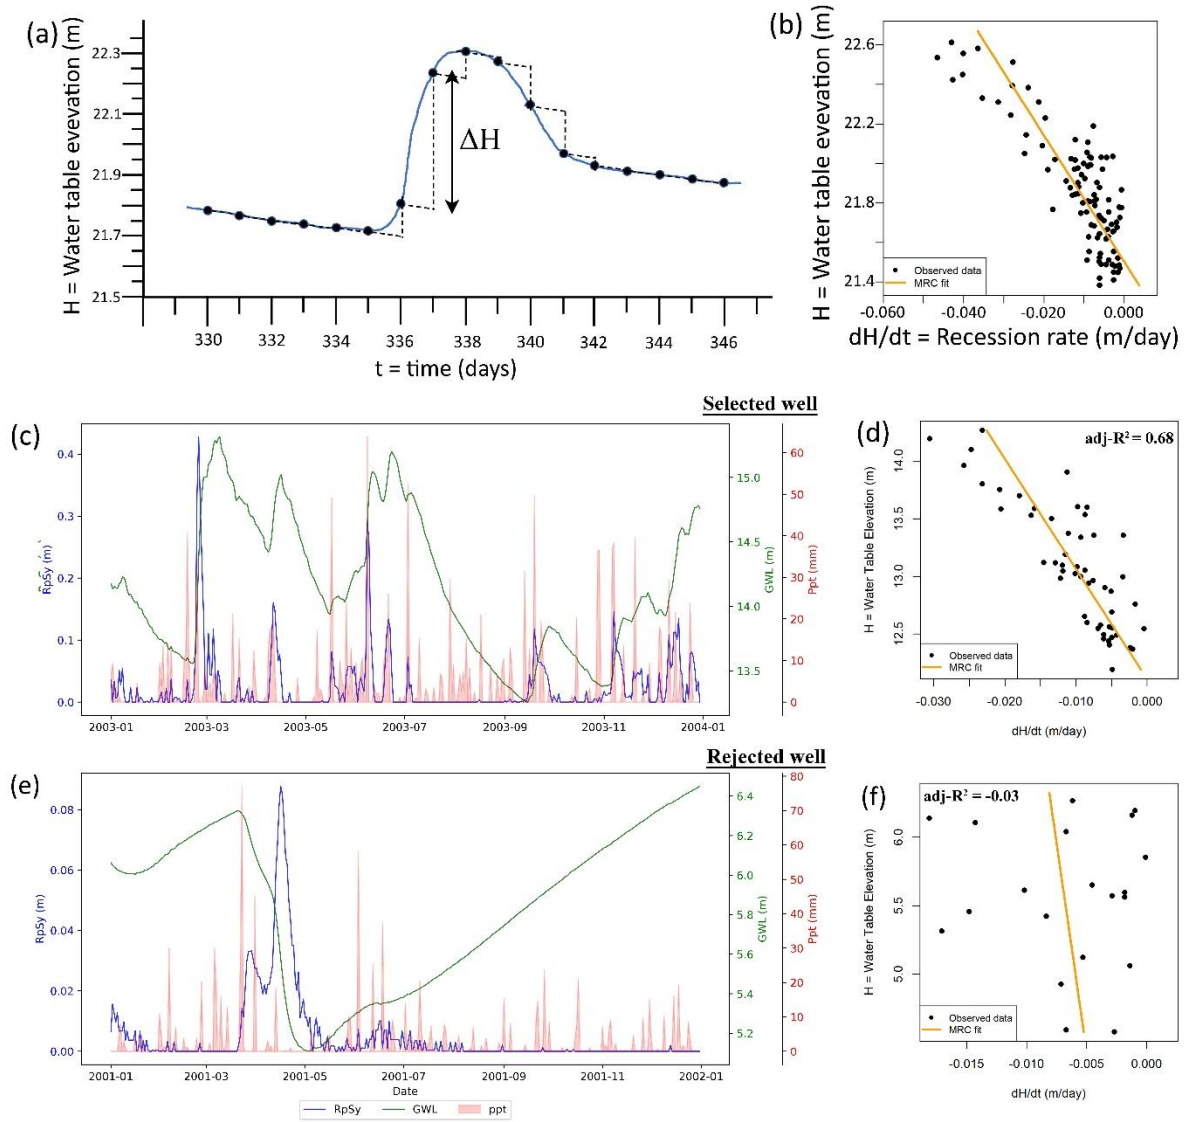 (a)
H = Water table evevation (m)
22.3
22.1
21.9
21.7
21.5
ΔH
330 332 334 336 338 340 342 344 346
t = time (days)
(b)
H = Water table evevation (m)
22.6
22.2
21.8
21.4
Observed data
MRC fit
-0.060 -0.040 -0.020 0.000
dH/dt = Recession rate (m/day)
Selected well
(c)
RpSy (m)
0.4
0.3
0.2
0.1
0.0
15.0
14.5
14.0
13.5
GWL (m)
60
50
40
30
20
10
0
Ppt (mm)
2003-01 2003-03 2003-05 2003-07 2003-09 2003-11 2004-01
(d)
adj-R² = 0.68
H = Water Table Elevation (m)
14.0
13.5
13.0
12.5
Observed data
MRC fit
-0.030 -0.020 -0.010 0.000
dH/dt (m/day)
Rejected well
(e)
RpSy (m)
0.08
0.06
0.04
0.02
0.00
6.4
6.2
6.0
5.8
5.6
5.4
5.2
GWL (m)
80
70
60
50
40
30
20
10
0
Ppt (mm)
2001-01 2001-03 2001-05 2001-07 2001-09 2001-11 2002-01
Date
RpSy GWL ppt
(f)
adj-R² = -0.03
H = Water Table Elevation (m)
6.0
5.5
5.0
Observed data
MRC fit
-0.015 -0.010 -0.005 0.000
dH/dt (m/day)